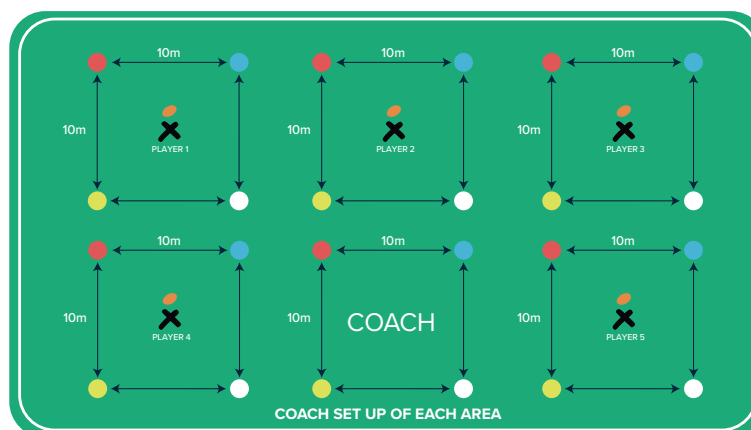 10m
10m
10m
10m
10m
10m
PLAYER 1
PLAYER 2
PLAYER 3
10m
10m
10m
10m
10m
10m
COACH
PLAYER 4
PLAYER 5
COACH SET UP OF EACH AREA